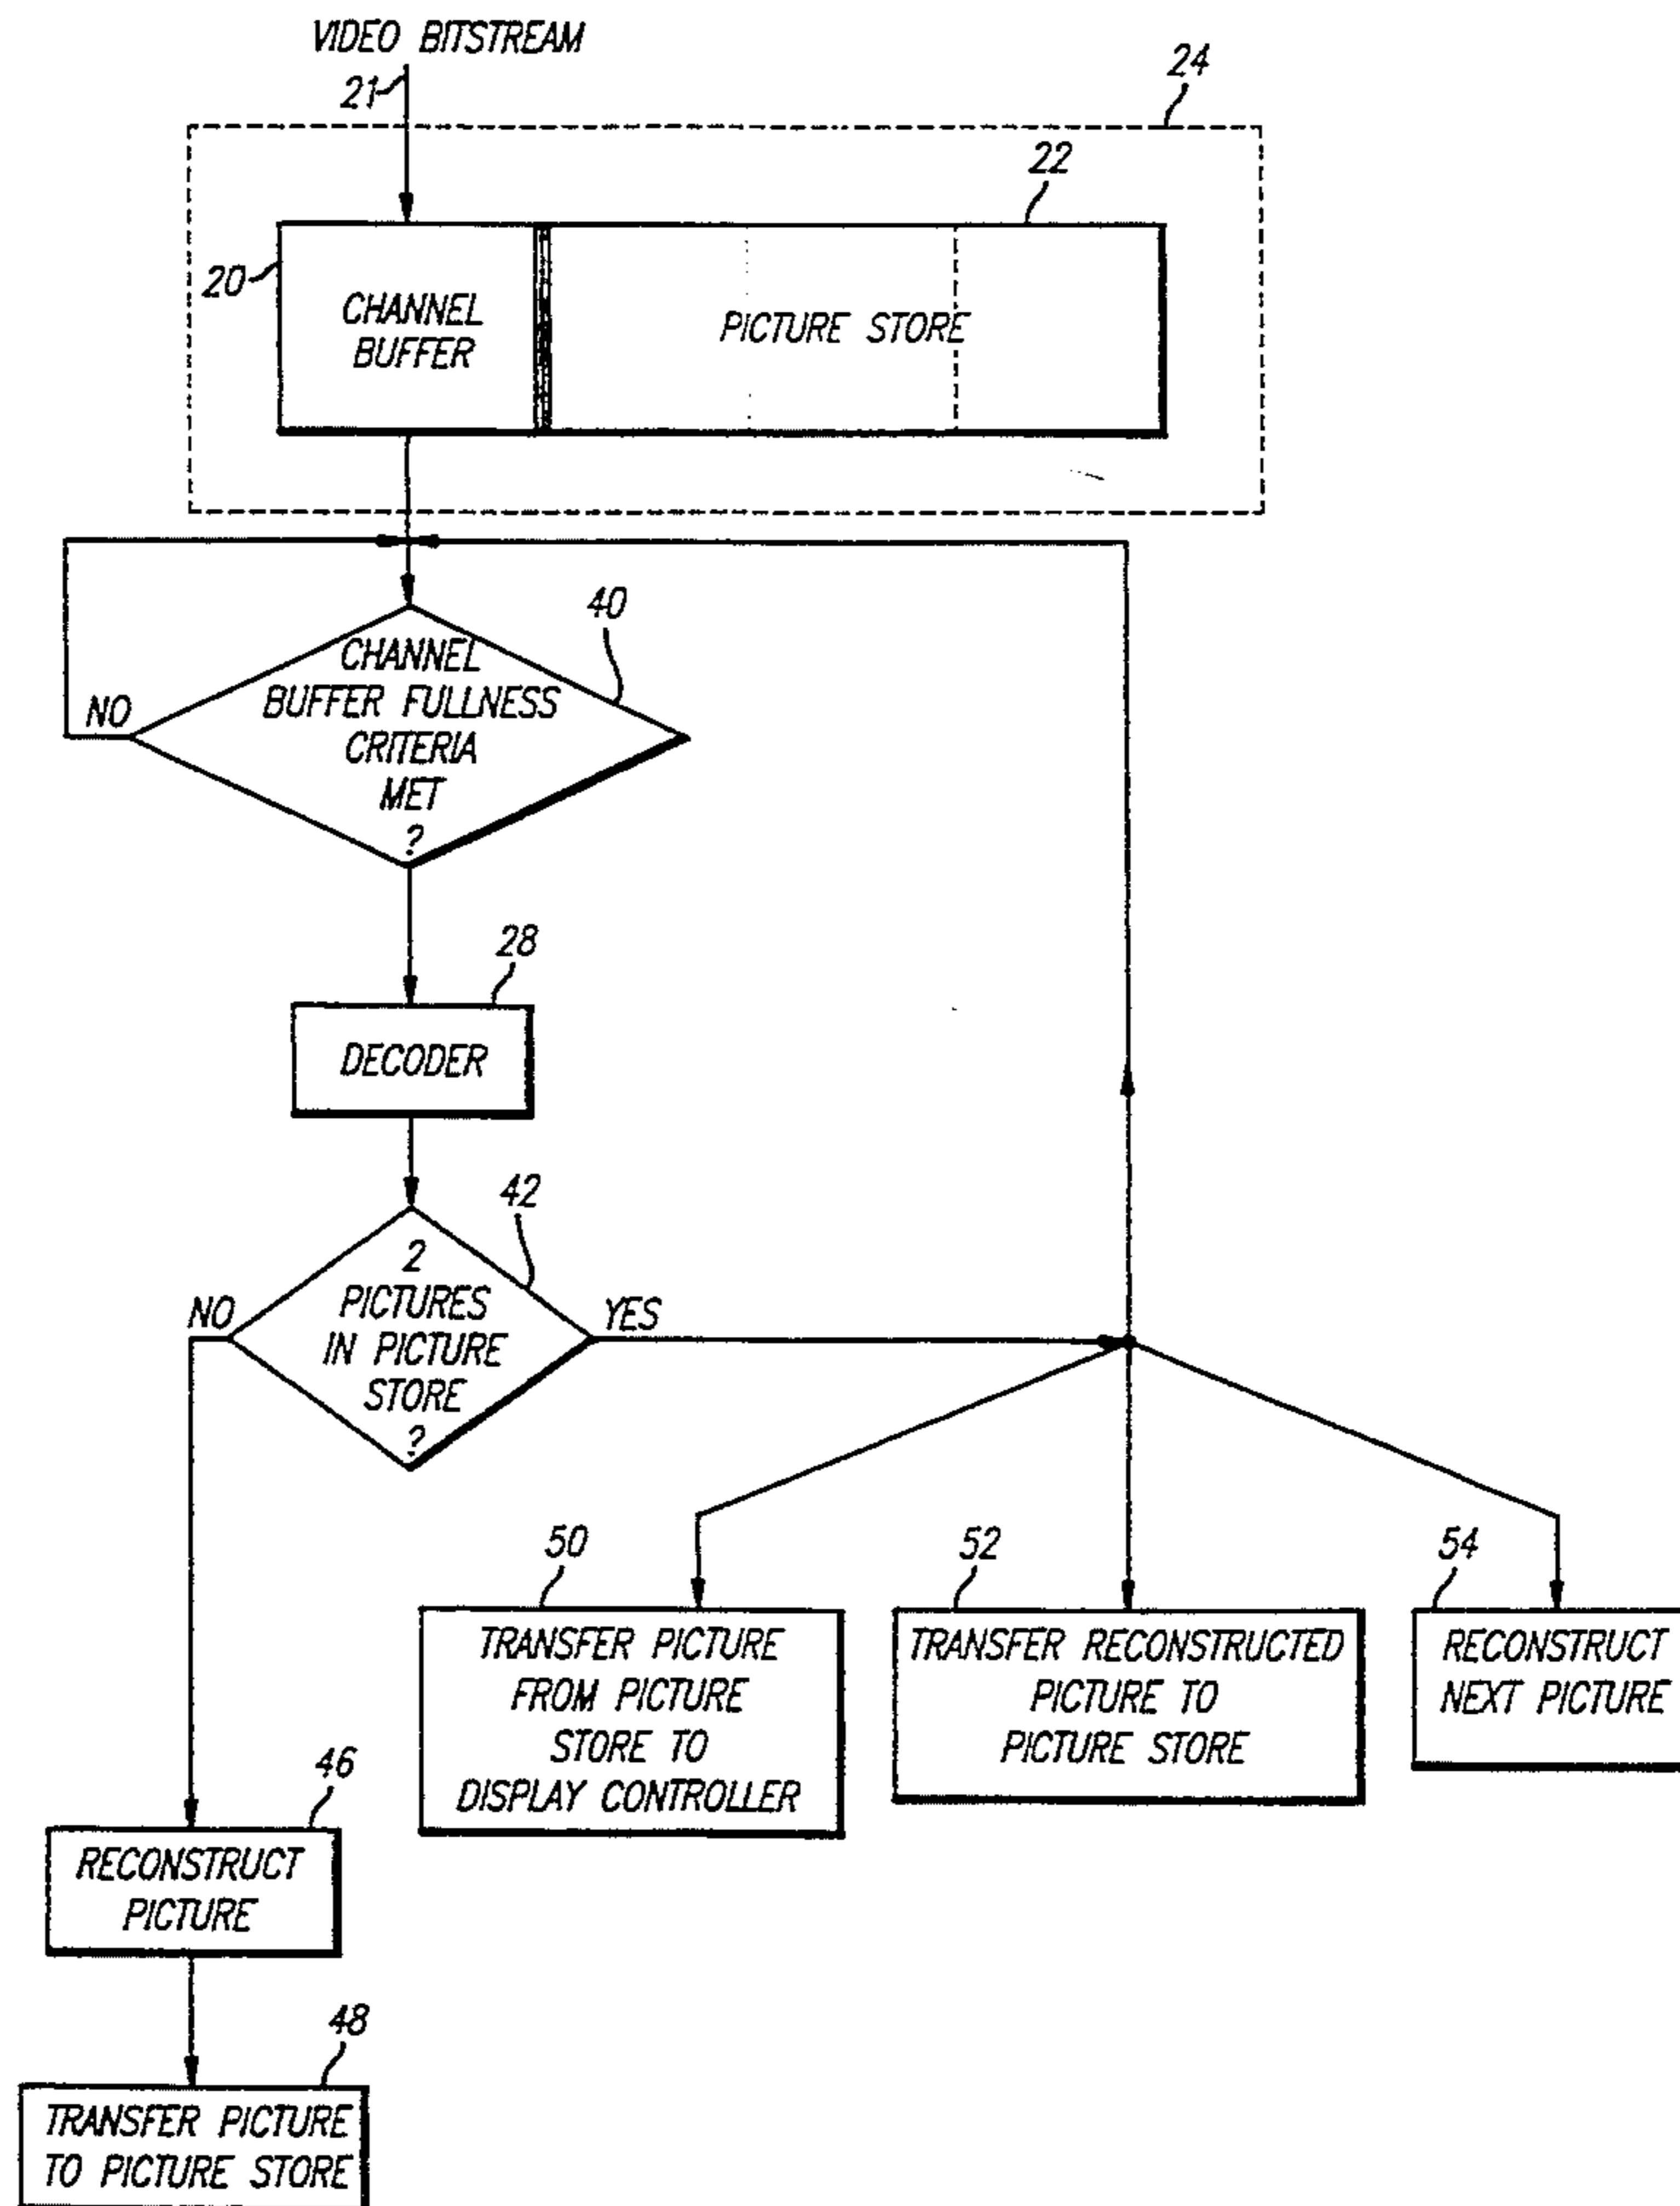 VIDEO BITSTREAM
21
24
22
20
CHANNEL
BUFFER
PICTURE STORE
40
CHANNEL
BUFFER FULLNESS
CRITERIA
MET
?
NO
28
DECODER
42
2
PICTURES
IN PICTURE
STORE
?
NO
YES
50
TRANSFER PICTURE
FROM PICTURE
STORE TO
DISPLAY CONTROLLER
52
TRANSFER RECONSTRUCTED
PICTURE TO
PICTURE STORE
54
RECONSTRUCT
NEXT PICTURE
46
RECONSTRUCT
PICTURE
48
TRANSFER PICTURE
TO PICTURE STORE